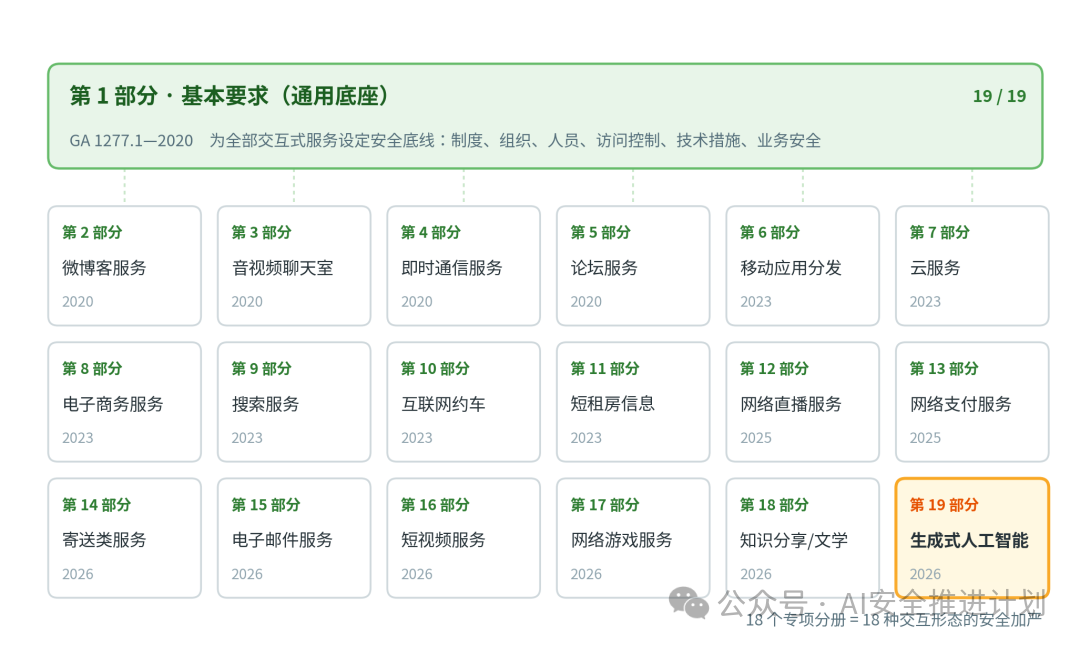 第 1 部分 · 基本要求（通用底座）
19 / 19
GA 1277.1—2020 为全部交互式服务设定安全底线：制度、组织、人员、访问控制、技术措施、业务安全
第 2 部分
微博客服务
2020
第 3 部分
音视频聊天室
2020
第 4 部分
即时通信服务
2020
第 5 部分
论坛服务
2020
第 6 部分
移动应用分发
2023
第 7 部分
云服务
2023
第 8 部分
电子商务服务
2023
第 9 部分
搜索服务
2023
第 10 部分
互联网约车
2023
第 11 部分
短租房信息
2023
第 12 部分
网络直播服务
2025
第 13 部分
网络支付服务
2025
第 14 部分
寄送类服务
2026
第 15 部分
电子邮件服务
2026
第 16 部分
短视频服务
2026
第 17 部分
网络游戏服务
2026
第 18 部分
知识分享/文学
2026
第 19 部分
生成式人工智能
2026
公众号 · AI安全推进计划
18 个专项分册 = 18 种交互形态的安全加严